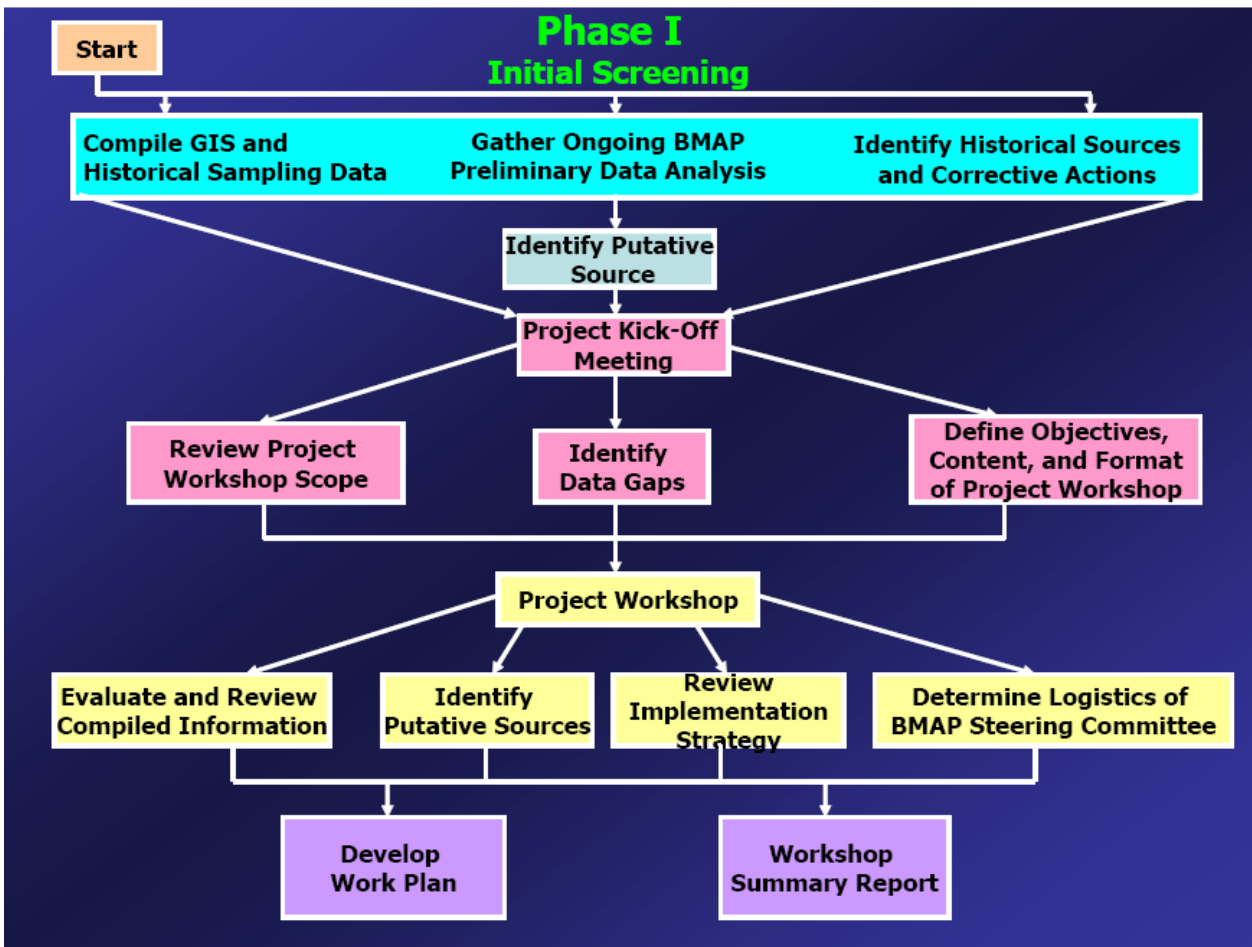 Start
Phase I
Initial Screening
Compile GIS and
Historical Sampling Data
Gather Ongoing BMAP
Preliminary Data Analysis
Identify Historical Sources
and Corrective Actions
Identify Putative
Source
Project Kick-Off
Meeting
Review Project
Workshop Scope
Identify
Data Gaps
Define Objectives,
Content, and Format
of Project Workshop
Project Workshop
Evaluate and Review
Compiled Information
Identify
Putative Sources
Review
Implementation
Strategy
Determine Logistics of
BMAP Steering Committee
Develop
Work Plan
Workshop
Summary Report